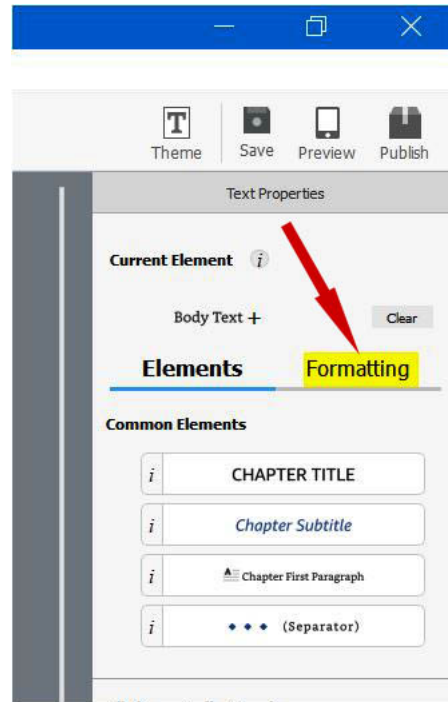 T
Theme Save Preview Publish
Text Properties
Current Element i
Body Text + Clear
Elements Formatting
Common Elements
i CHAPTER TITLE
i Chapter Subtitle
i A Chapter First Paragraph
i (Separator)